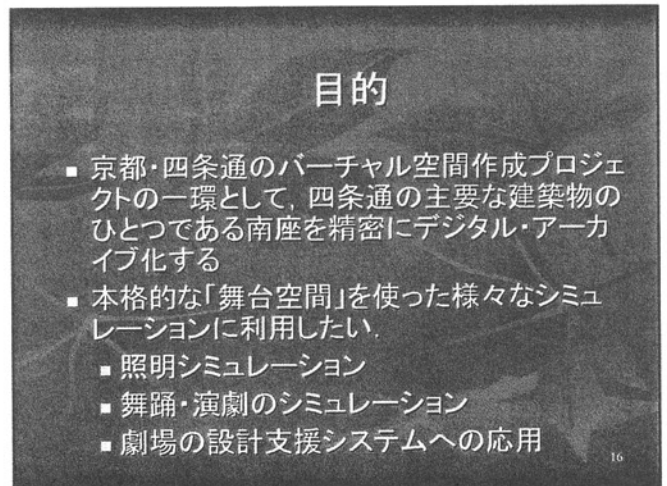 目的
■ 京都・四条通のバーチャル空間作成プロジェ
クトの一環として，四条通の主要な建築物の
ひとつである南座を精密にデジタル・アーカ
イブ化する
■ 本格的な「舞台空間」を使った様々なシミュ
レーションに利用したい．
■ 照明シミュレーション
■ 舞踊・演劇のシミュレーション
■ 劇場の設計支援システムへの応用
16